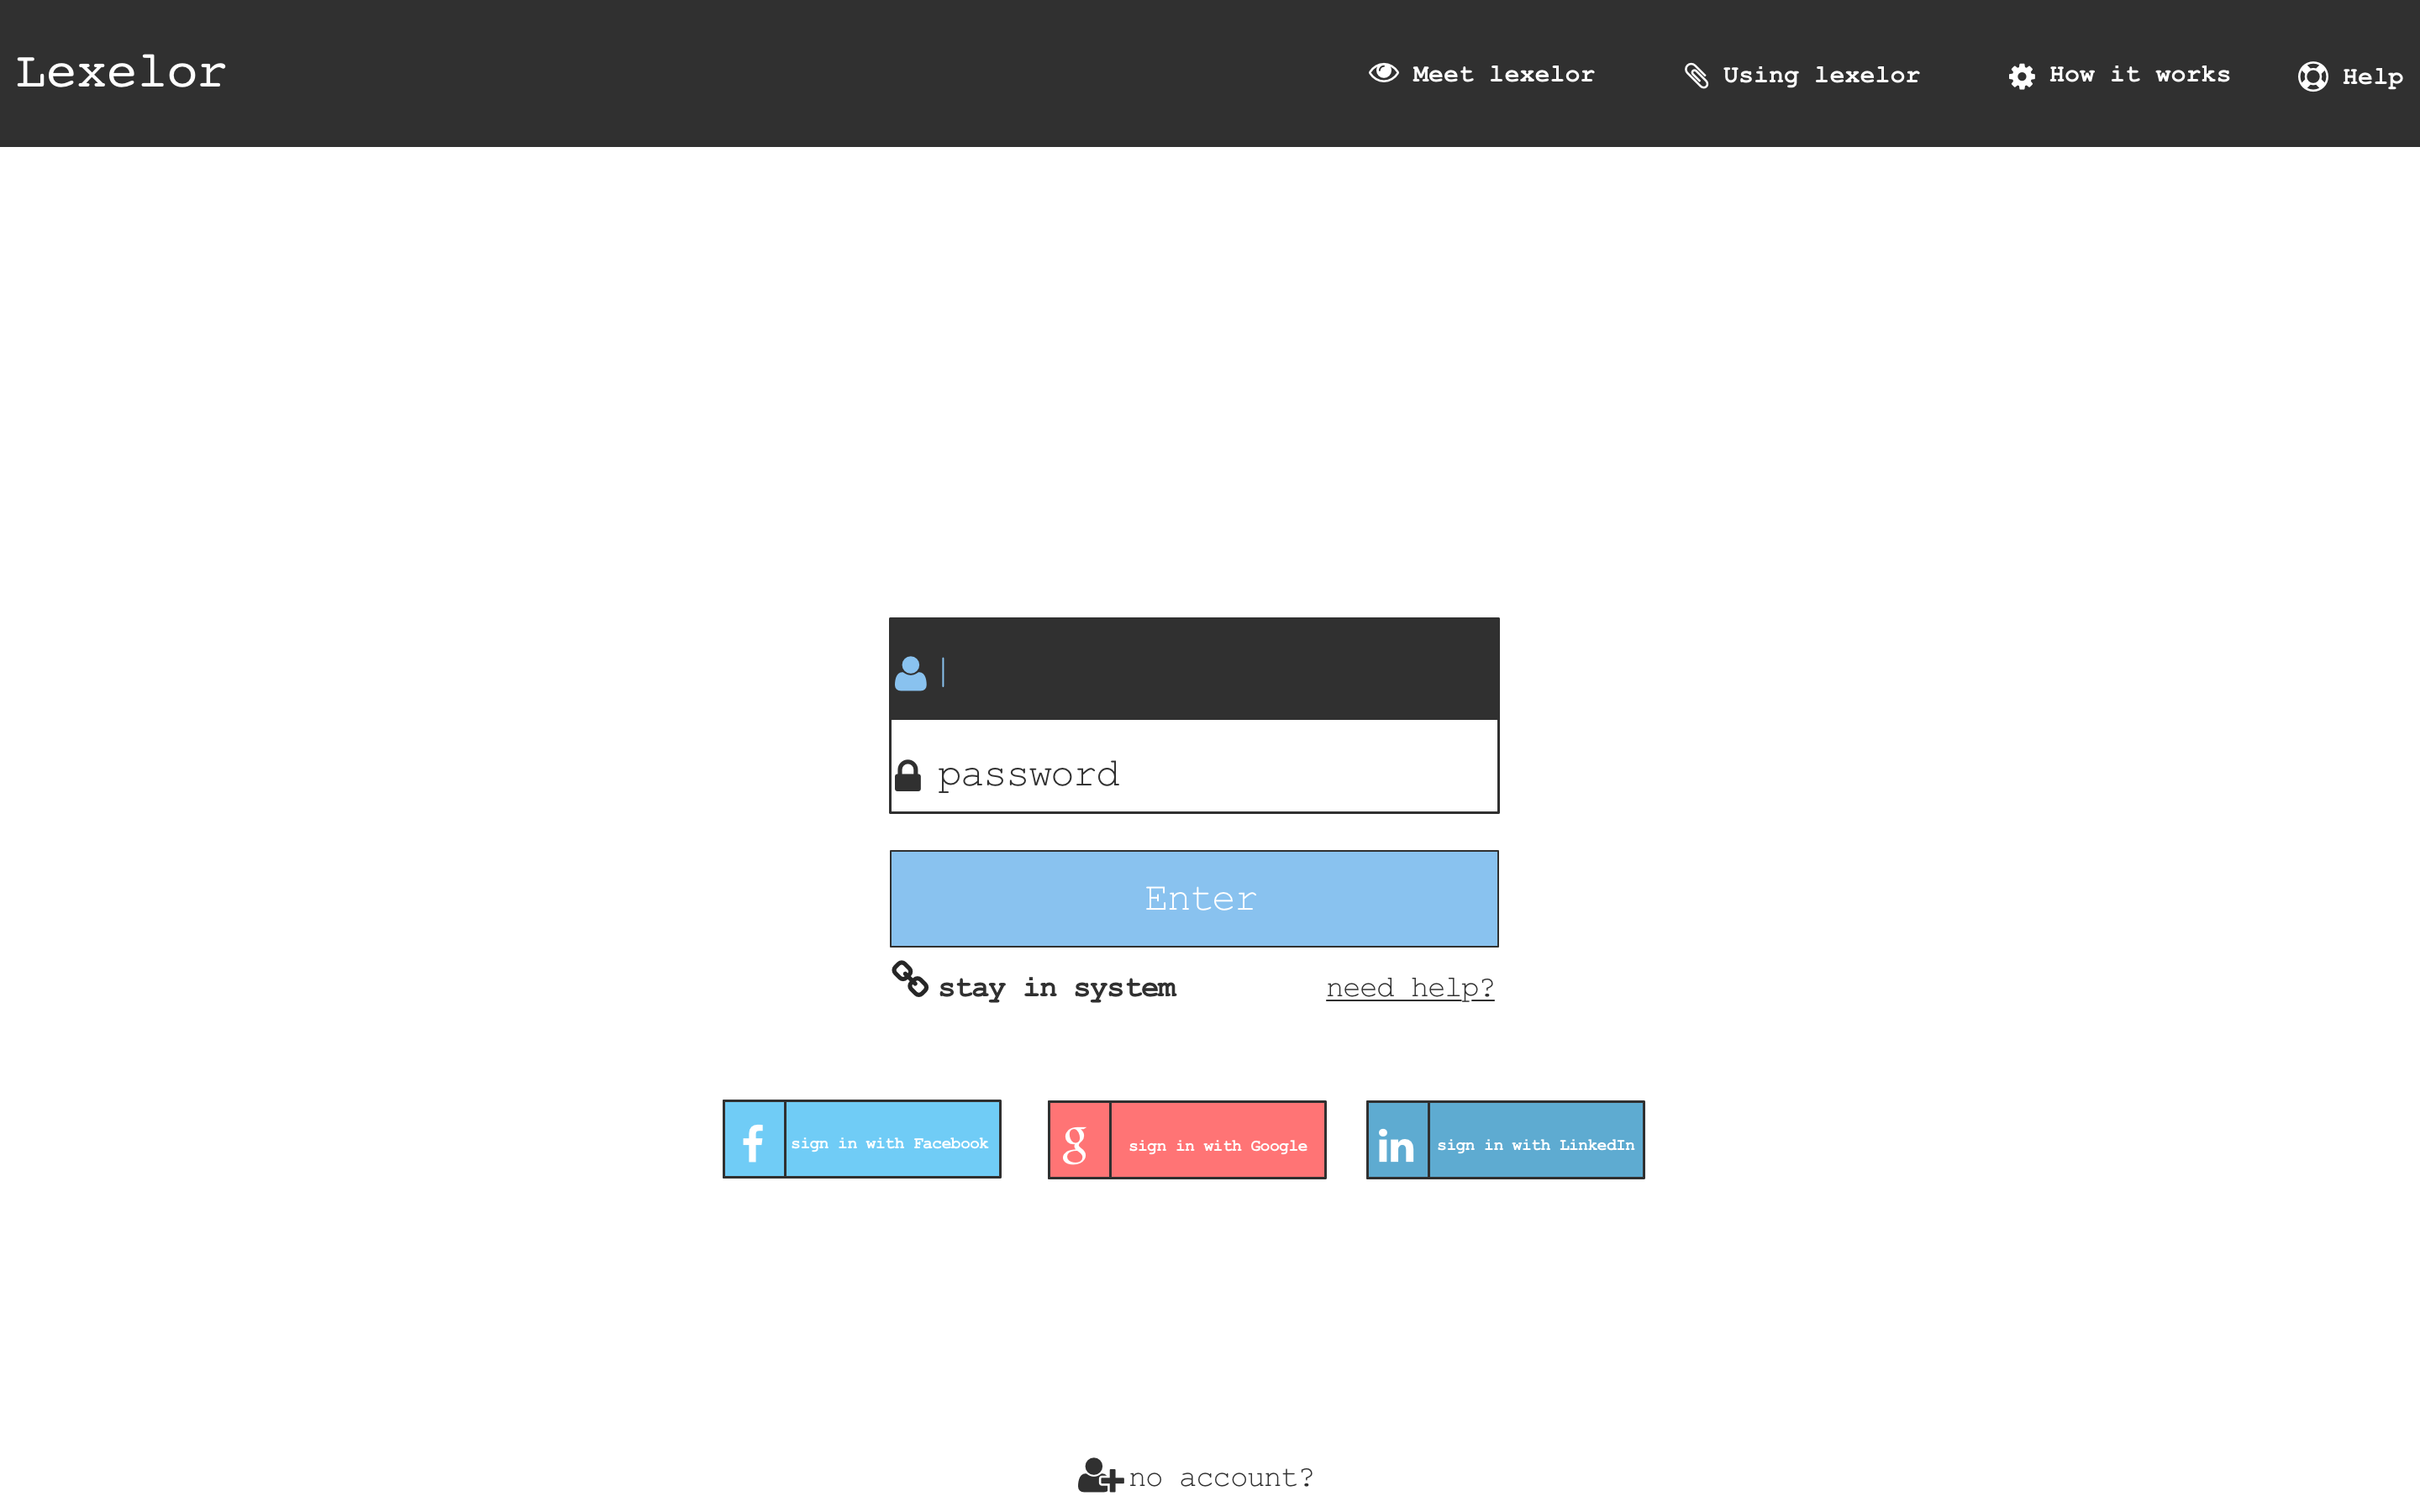 Lexelor
Meet lexelor
Using lexelor
How it works
Help
password
Enter
stay in system
need help?
f sign in with Facebook
g sign in with Google
in sign in with LinkedIn
no account?